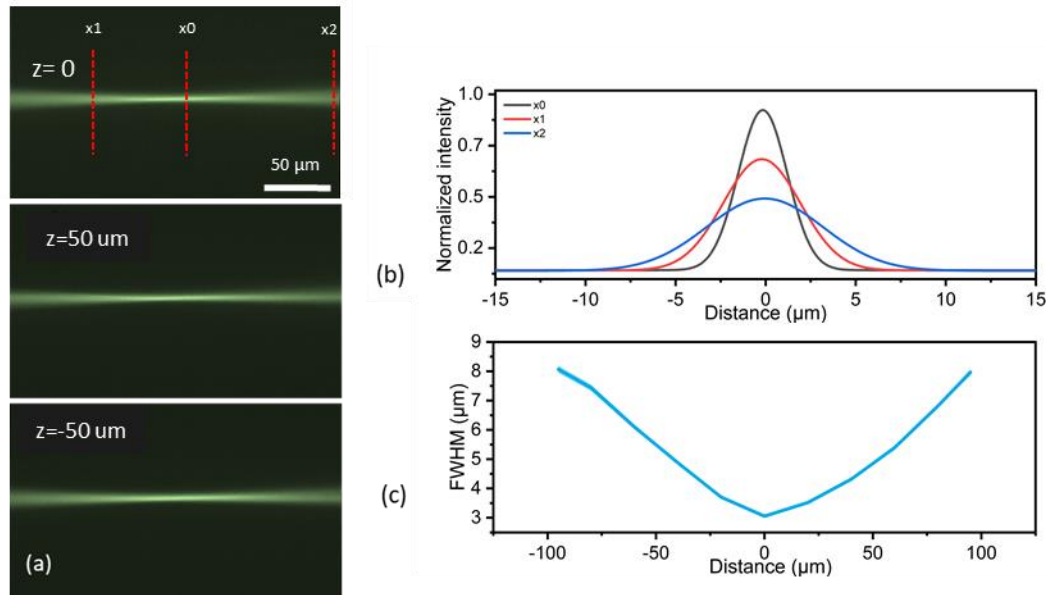 x1 x0 x2
z= 0
50 µm
z=50 um
z=-50 um
(a)
(b)
Normalized intensity
1.0
0.7
0.5
0.2
x0
x1
x2
-15 -10 -5 0 5 10 15
Distance (µm)
(c)
FWHM (µm)
9
8
7
6
5
4
3
-100 -50 0 50 100
Distance (µm)